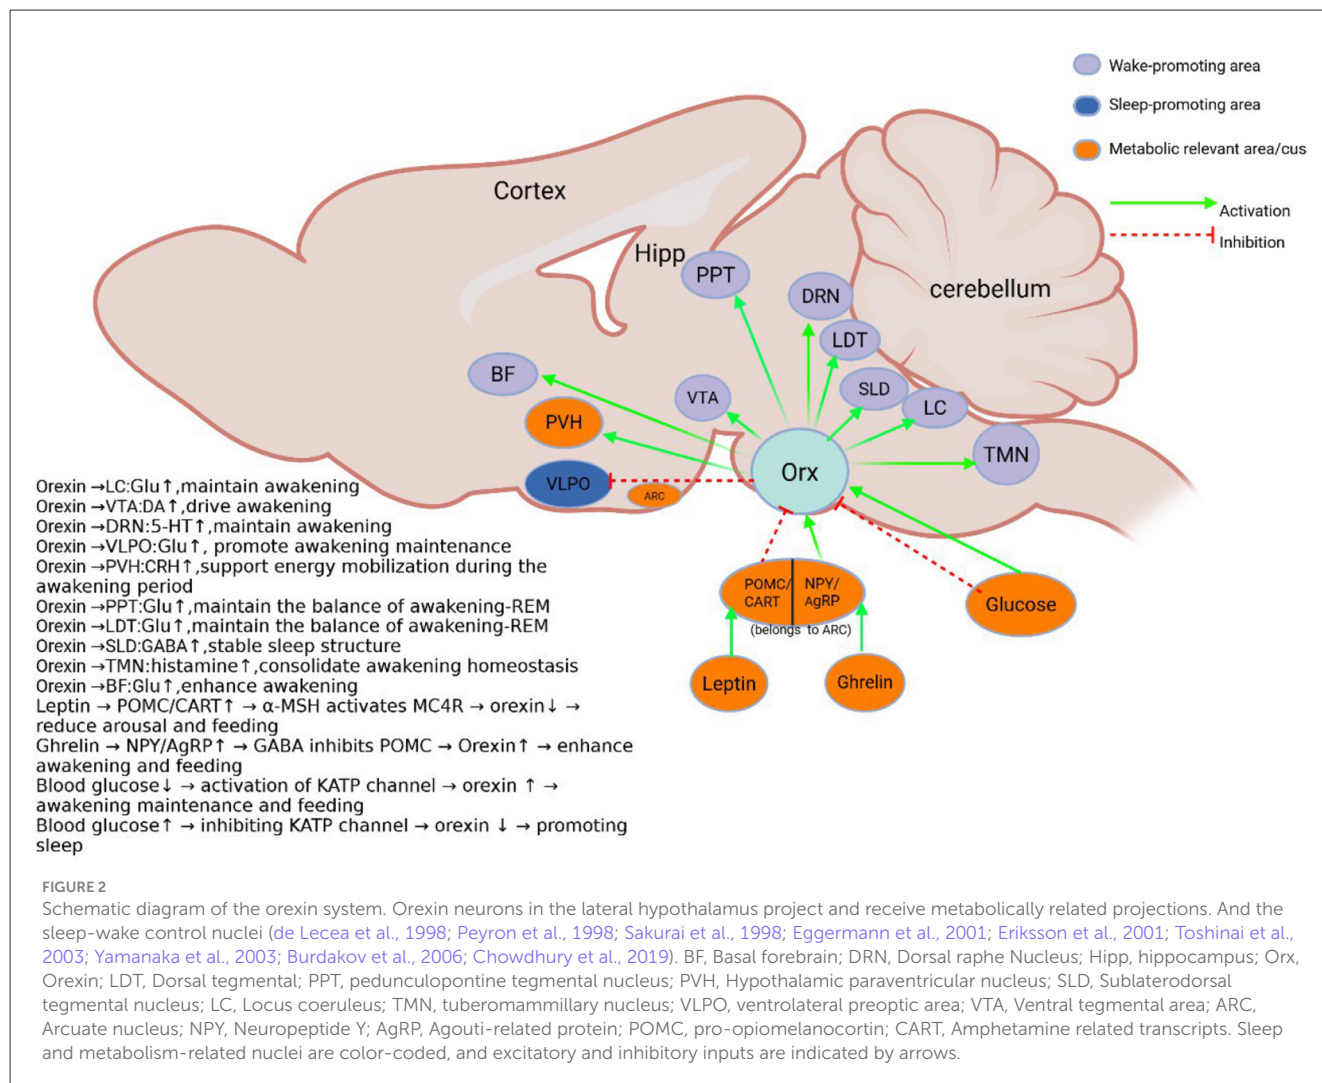 Wake-promoting area
Sleep-promoting area
Metabolic relevant area/cus
Activation
Inhibition
Cortex
Hipp
PPT
DRN
cerebellum
LDT
BF
VTA
SLD
LC
PVH
TMN
Orx
VLPO
ARC
POMC/
CART
NPY/
AgRP
(belongs to ARC)
Glucose
Leptin
Ghrelin
Orexin →LC:Glu↑,maintain awakening
Orexin →VTA:DA↑,drive awakening
Orexin →DRN:5-HT↑,maintain awakening
Orexin →VLPO:Glu↑, promote awakening maintenance
Orexin →PVH:CRH↑,support energy mobilization during the
awakening period
Orexin →PPT:Glu↑,maintain the balance of awakening-REM
Orexin →LDT:Glu↑,maintain the balance of awakening-REM
Orexin →SLD:GABA↑,stable sleep structure
Orexin →TMN:histamine↑,consolidate awakening homeostasis
Orexin →BF:Glu↑,enhance awakening
Leptin → POMC/CART↑ → α-MSH activates MC4R → orexin↓ →
reduce arousal and feeding
Ghrelin → NPY/AgRP↑ → GABA inhibits POMC → Orexin↑ → enhance
awakening and feeding
Blood glucose↓ → activation of KATP channel → orexin ↑ →
awakening maintenance and feeding
Blood glucose↑ → inhibiting KATP channel → orexin ↓ → promoting
sleep
FIGURE 2
Schematic diagram of the orexin system. Orexin neurons in the lateral hypothalamus project and receive metabolically related projections. And the
sleep-wake control nuclei (de Lecea et al., 1998; Peyron et al., 1998; Sakurai et al., 1998; Eggermann et al., 2001; Eriksson et al., 2001; Toshinai et al.,
2003; Yamanaka et al., 2003; Burdakov et al., 2006; Chowdhury et al., 2019). BF, Basal forebrain; DRN, Dorsal raphe Nucleus; Hipp, hippocampus; Orx,
Orexin; LDT, Dorsal tegmental; PPT, pedunculopontine tegmental nucleus; PVH, Hypothalamic paraventricular nucleus; SLD, Sublaterodorsal
tegmental nucleus; LC, Locus coeruleus; TMN, tuberomammillary nucleus; VLPO, ventrolateral preoptic area; VTA, Ventral tegmental area; ARC,
Arcuate nucleus; NPY, Neuropeptide Y; AgRP, Agouti-related protein; POMC, pro-opiomelanocortin; CART, Amphetamine related transcripts. Sleep
and metabolism-related nuclei are color-coded, and excitatory and inhibitory inputs are indicated by arrows.